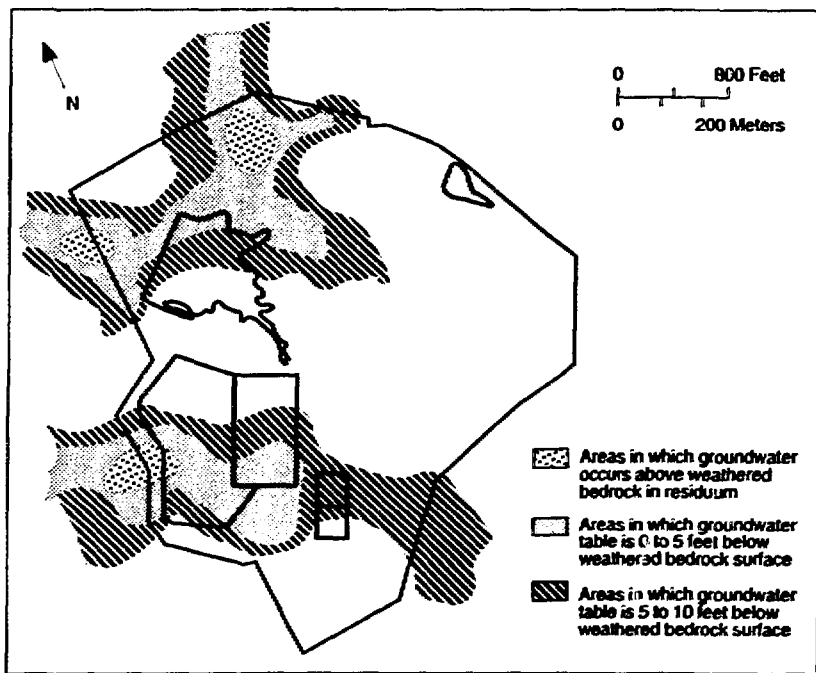 N
0 800 Feet
0 200 Meters
Areas in which groundwater
occurs above weathered
bedrock in residuum
Areas in which groundwater
table is 0 to 5 feet below
weathered bedrock surface
Areas in which groundwater
table is 5 to 10 feet below
weathered bedrock surface